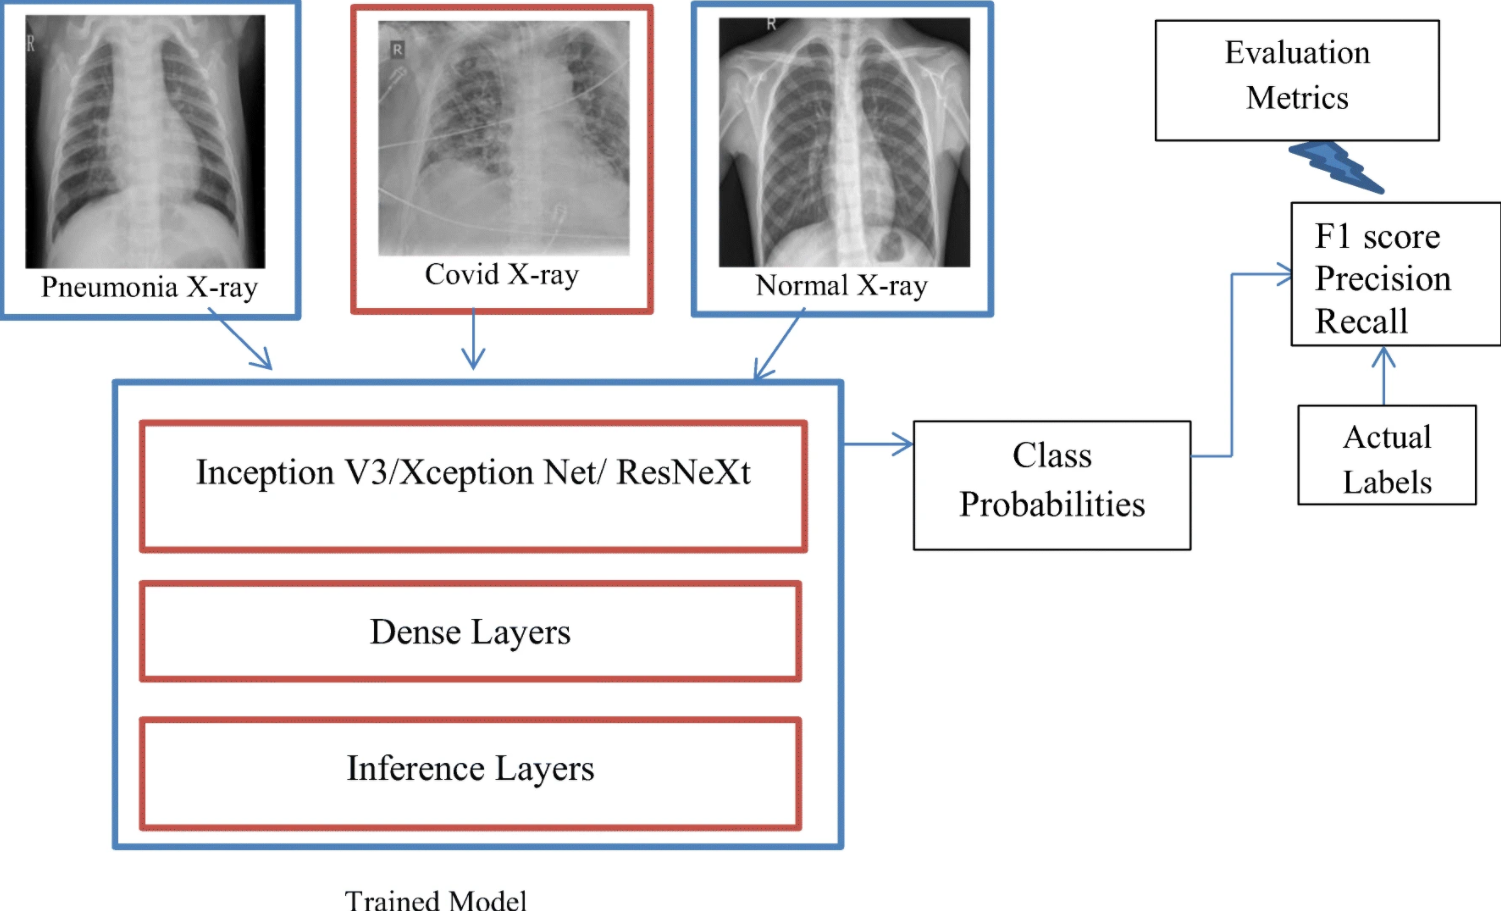 R
Pneumonia X-ray
R
Covid X-ray
R
Normal X-ray
Evaluation
Metrics
F1 score
Precision
Recall
Actual
Labels
Class
Probabilities
Inception V3/Xception Net/ ResNeXt
Dense Layers
Inference Layers
Trained Model